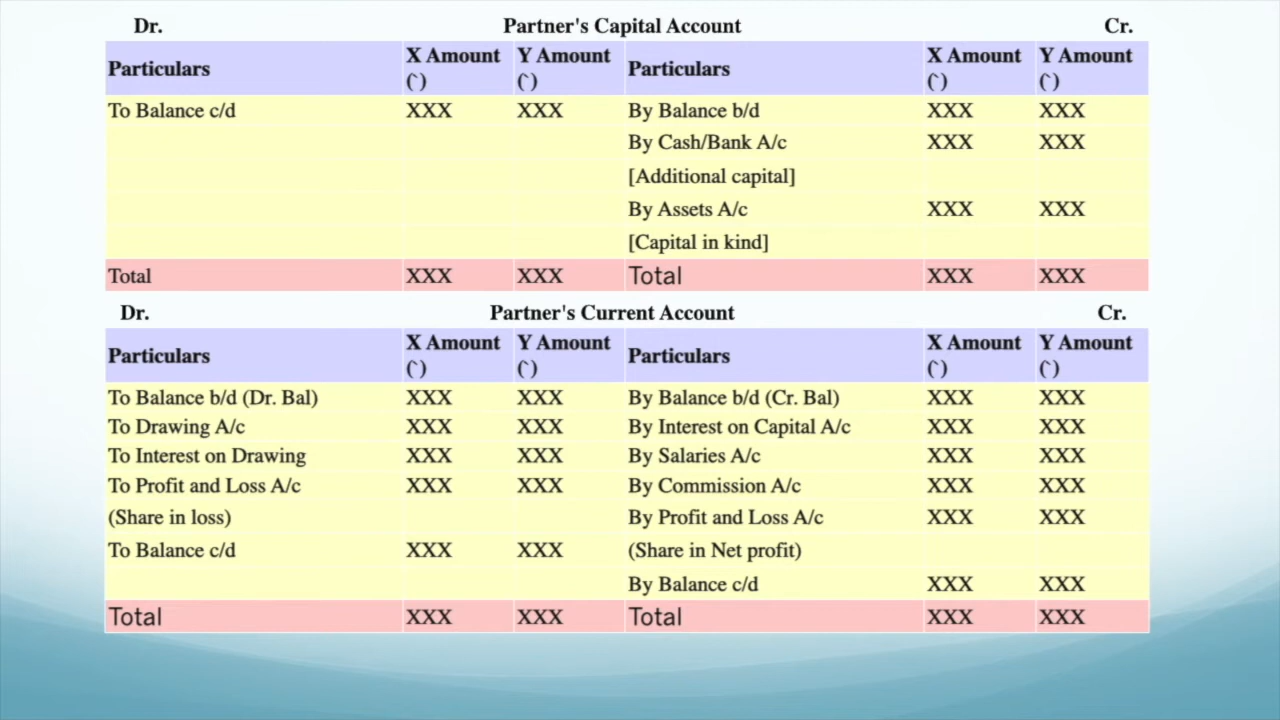 Dr. Partner's Capital Account Cr.
Particulars X Amount (`) Y Amount (`) Particulars X Amount (`) Y Amount (`)
To Balance c/d XXX XXX By Balance b/d XXX XXX
By Cash/Bank A/c XXX XXX
[Additional capital]
By Assets A/c XXX XXX
[Capital in kind]
Total XXX XXX Total XXX XXX
Dr. Partner's Current Account Cr.
Particulars X Amount (`) Y Amount (`) Particulars X Amount (`) Y Amount (`)
To Balance b/d (Dr. Bal) XXX XXX By Balance b/d (Cr. Bal) XXX XXX
To Drawing A/c XXX XXX By Interest on Capital A/c XXX XXX
To Interest on Drawing XXX XXX By Salaries A/c XXX XXX
To Profit and Loss A/c XXX XXX By Commission A/c XXX XXX
(Share in loss) By Profit and Loss A/c XXX XXX
To Balance c/d XXX XXX (Share in Net profit)
By Balance c/d XXX XXX
Total XXX XXX Total XXX XXX